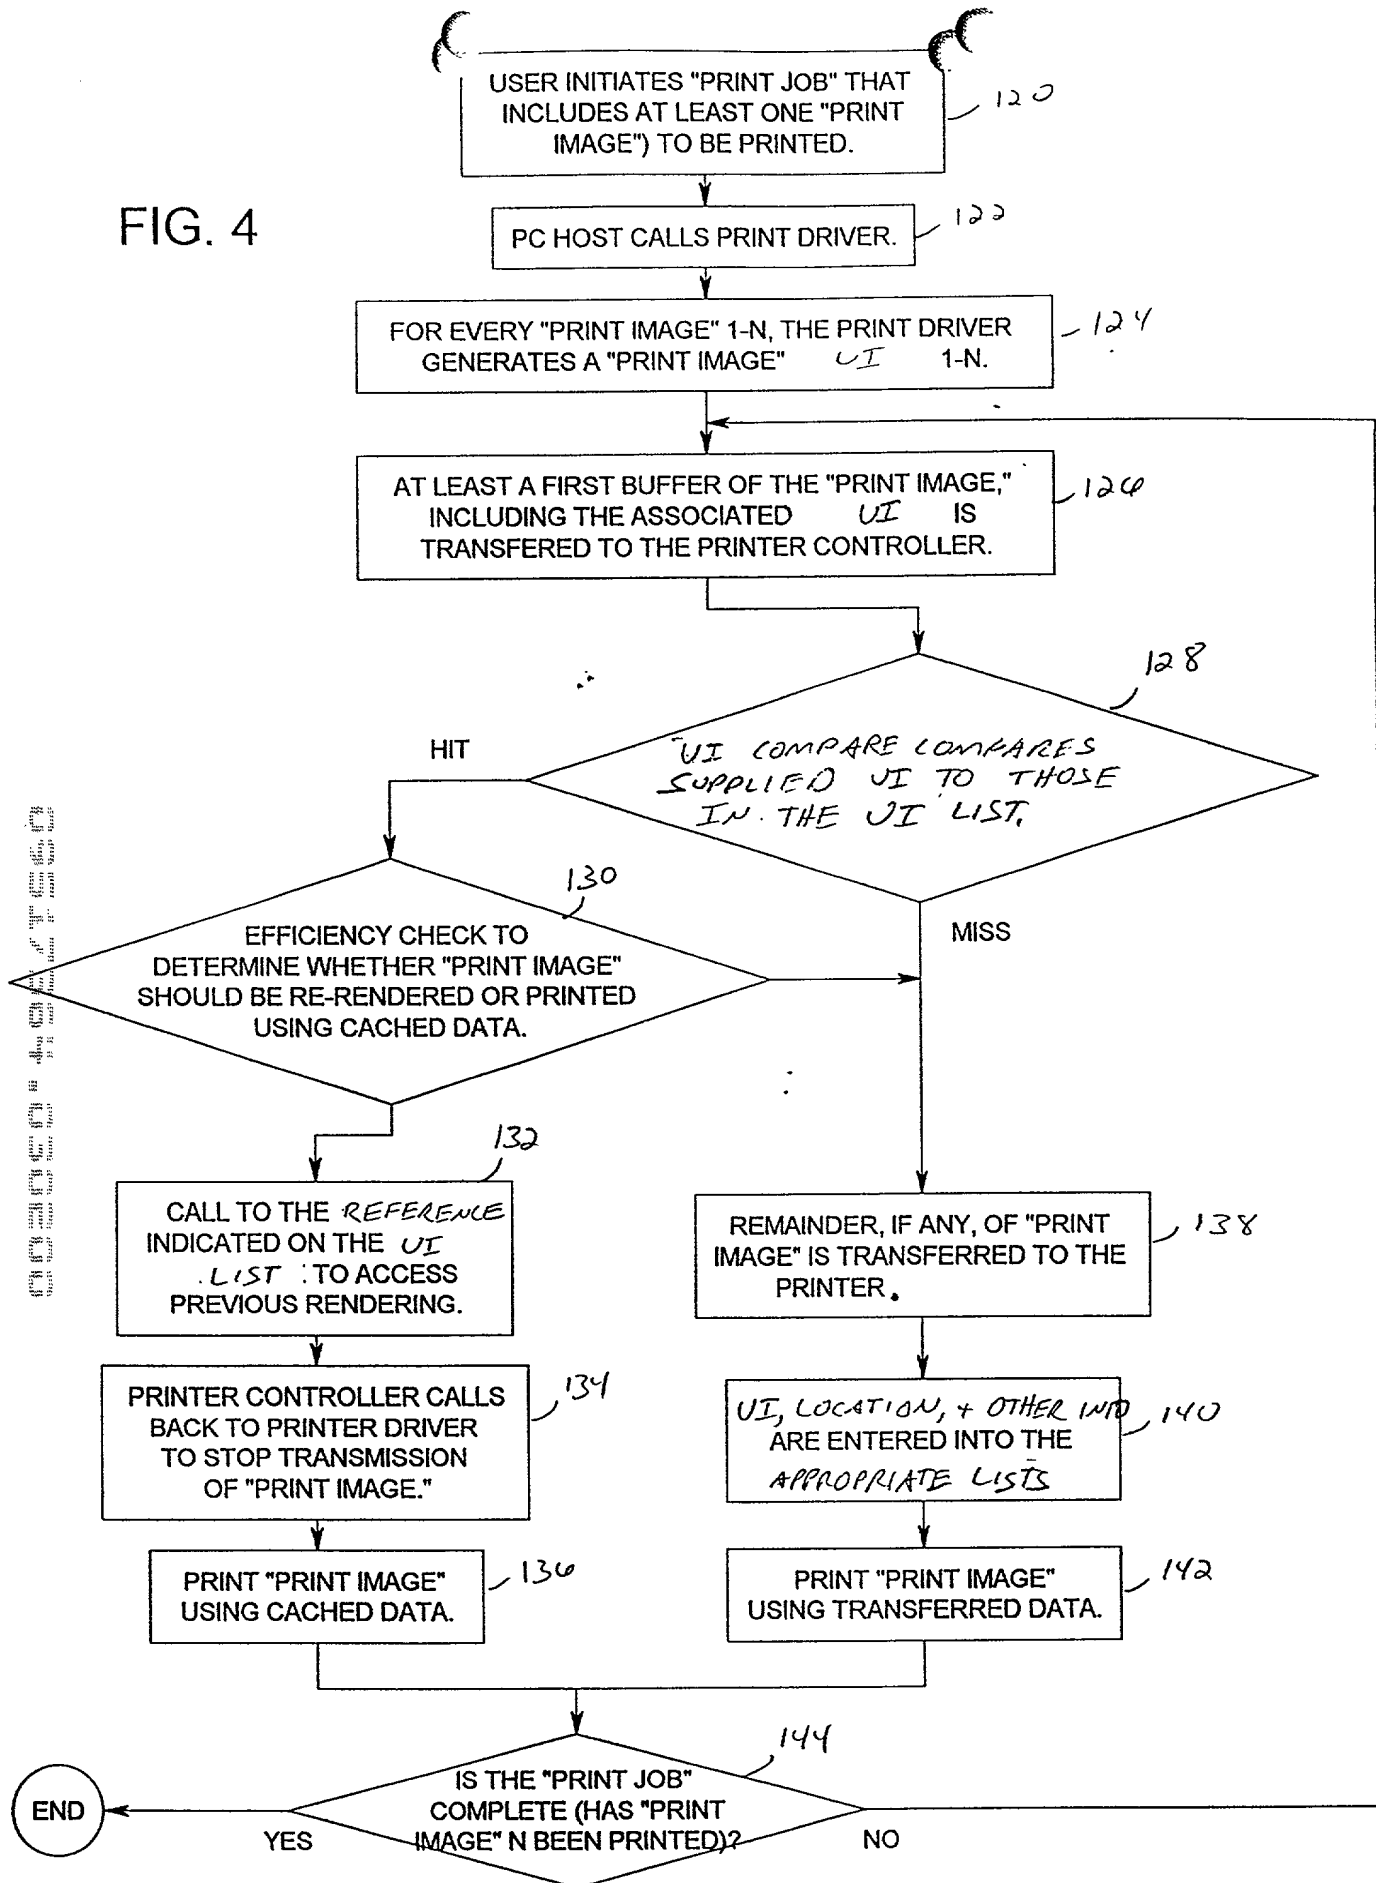 USER INITIATES "PRINT JOB" THAT
INCLUDES AT LEAST ONE "PRINT
IMAGE") TO BE PRINTED.
120
FIG. 4
PC HOST CALLS PRINT DRIVER.
122
FOR EVERY "PRINT IMAGE" 1-N, THE PRINT DRIVER
GENERATES A "PRINT IMAGE" UI 1-N.
124
AT LEAST A FIRST BUFFER OF THE "PRINT IMAGE,"
INCLUDING THE ASSOCIATED UI IS
TRANSFERED TO THE PRINTER CONTROLLER.
126
128
UI COMPARE COMPARES
SUPPLIED UI TO THOSE
IN THE UI LIST.
HIT
MISS
130
EFFICIENCY CHECK TO
DETERMINE WHETHER "PRINT IMAGE"
SHOULD BE RE-RENDERED OR PRINTED
USING CACHED DATA.
132
CALL TO THE REFERENCE
INDICATED ON THE UI
LIST TO ACCESS
PREVIOUS RENDERING.
REMAINDER, IF ANY, OF "PRINT
IMAGE" IS TRANSFERRED TO THE
PRINTER.
138
PRINTER CONTROLLER CALLS
BACK TO PRINTER DRIVER
TO STOP TRANSMISSION
OF "PRINT IMAGE."
134
UI, LOCATION, + OTHER INFO
ARE ENTERED INTO THE
APPROPRIATE LISTS
140
PRINT "PRINT IMAGE"
USING CACHED DATA.
136
PRINT "PRINT IMAGE"
USING TRANSFERRED DATA.
142
144
IS THE "PRINT JOB"
COMPLETE (HAS "PRINT
IMAGE" N BEEN PRINTED)?
END
YES
NO